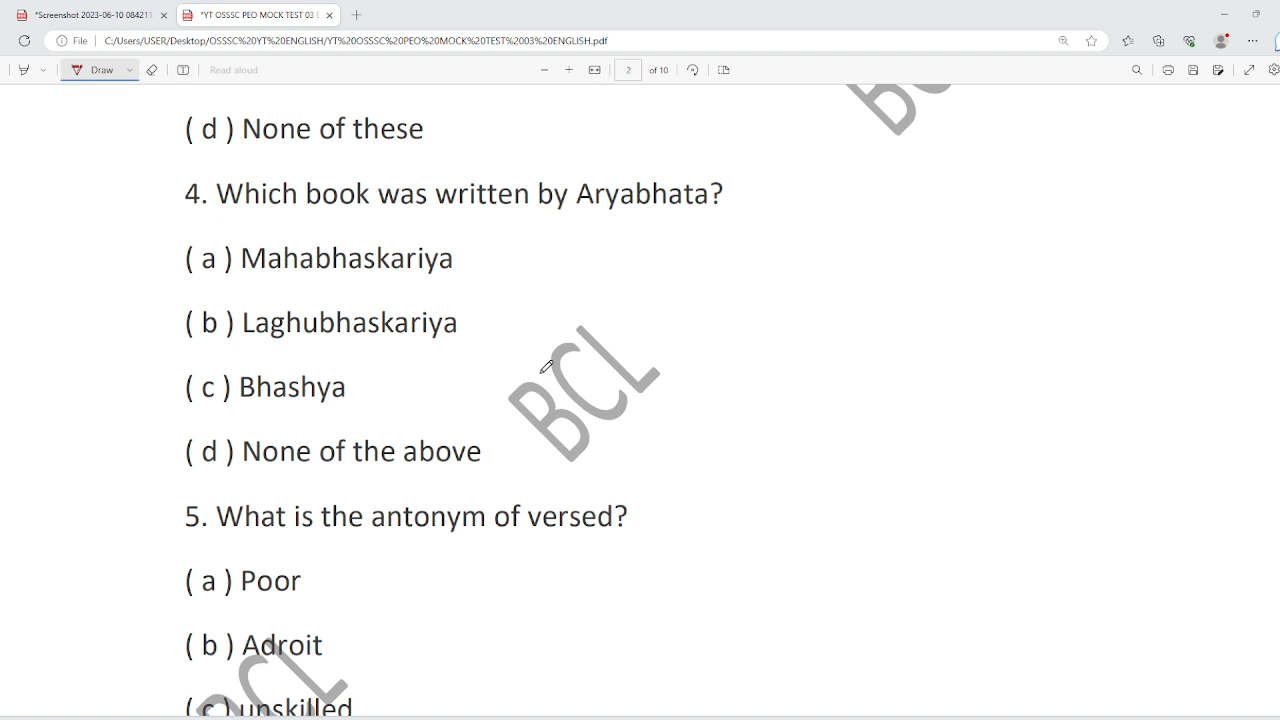 *Screenshot 2023-06-10 084211
*YT OSSSC PEO MOCK TEST 03 E
File
C:/Users/USER/Desktop/OSSSC%20YT%20ENGLISH/YT%20OSSSC%20PEO%20MOCK%20TEST%2003%20ENGLISH.pdf
Draw
Read aloud
2 of 10
BCL
( d ) None of these
4. Which book was written by Aryabhata?
( a ) Mahabhaskariya
( b ) Laghubhaskariya
( c ) Bhashya
BCL
( d ) None of the above
5. What is the antonym of versed?
( a ) Poor
( b ) Adroit
BCL
( c ) unskilled